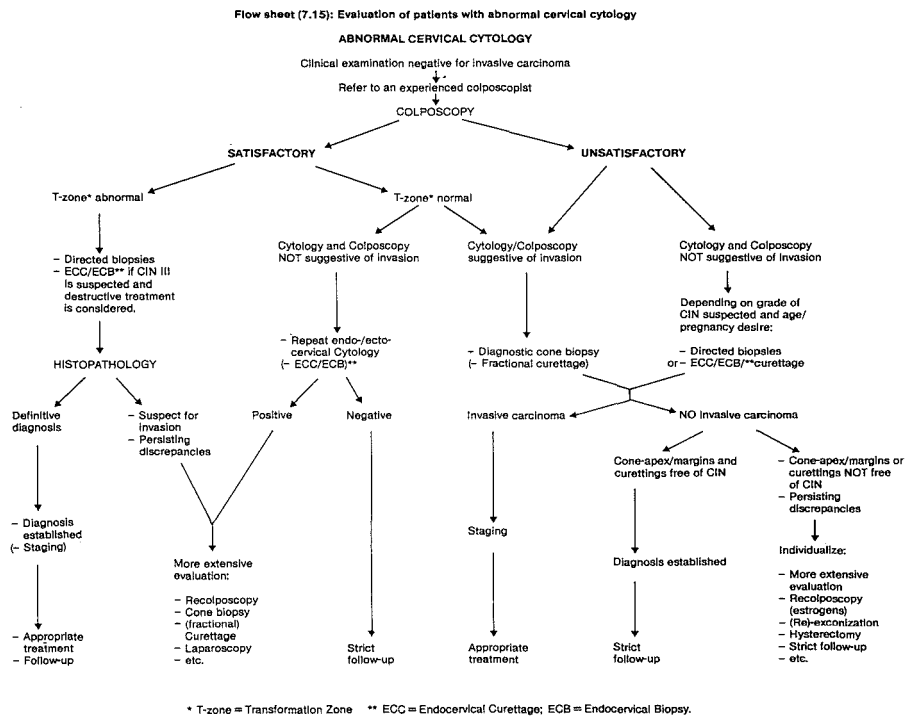 Flow sheet (7.15): Evaluation of patients with abnormal cervical cytology
ABNORMAL CERVICAL CYTOLOGY
Clinical examination negative for invasive carcinoma
Refer to an experienced colposcopist
COLPOSCOPY
SATISFACTORY
UNSATISFACTORY
T-zone* abnormal
T-zone* normal
- Directed biopsies
- ECC/ECB** if CIN III
is suspected and
destructive treatment
is considered.
Cytology and Colposcopy
NOT suggestive of invasion
Cytology/Colposcopy
suggestive of invasion
Cytology and Colposcopy
NOT suggestive of invasion
Depending on grade of
CIN suspected and age/
pregnancy desire:
HISTOPATHOLOGY
- Repeat endo-/ecto-
cervical Cytology
(- ECC/ECB)**
- Diagnostic cone biopsy
(- Fractional curettage)
- Directed biopsies
or - ECC/ECB/**curettage
Definitive
diagnosis
- Suspect for
invasion
- Persisting
discrepancies
Positive
Negative
Invasive carcinoma
NO invasive carcinoma
Cone-apex/margins and
curettings free of CIN
- Cone-apex/margins or
curettings NOT free
of CIN
- Persisting
discrepancies
- Diagnosis
established
(- Staging)
Staging
More extensive
evaluation:
- Recolposcopy
- Cone biopsy
- (fractional)
Curettage
- Laparoscopy
- etc.
Diagnosis established
Individualize:
- More extensive
evaluation
- Recolposcopy
(estrogens)
- (Re)-exconization
- Hysterectomy
- Strict follow-up
- etc.
- Appropriate
treatment
- Follow-up
Strict
follow-up
Appropriate
treatment
Strict
follow-up
* T-zone = Transformation Zone ** ECC = Endocervical Curettage; ECB = Endocervical Biopsy.